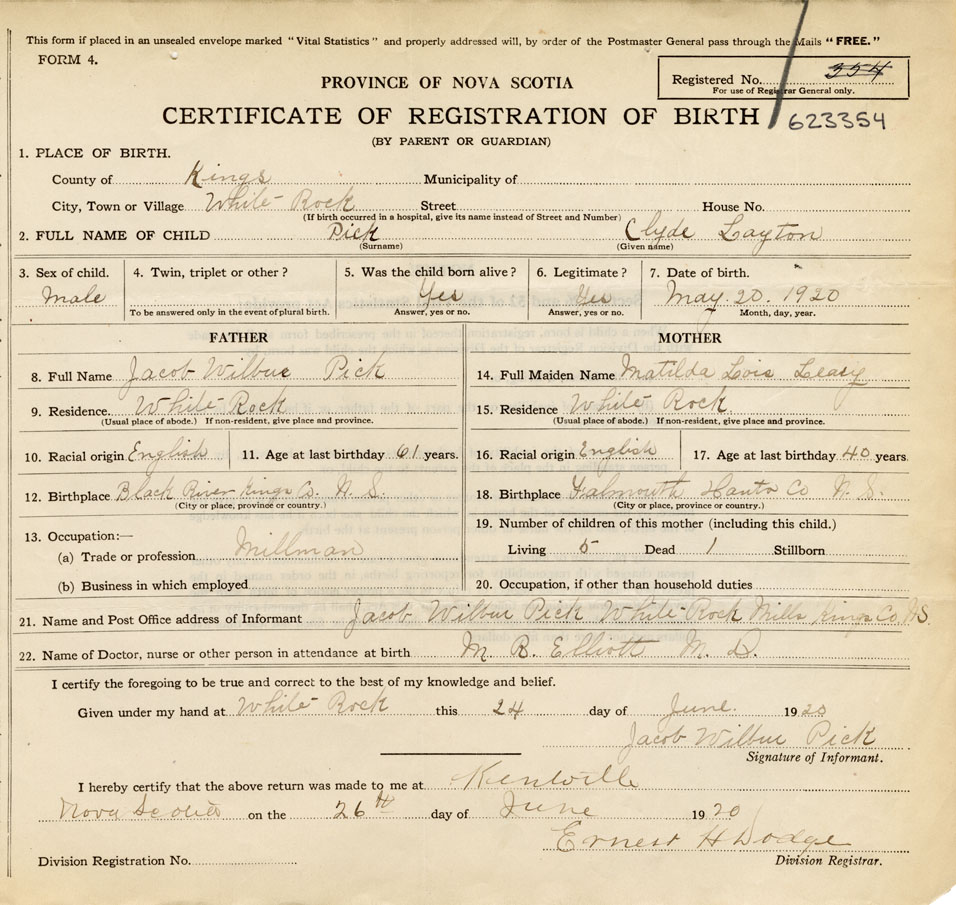 This form if placed in an unsealed envelope marked "Vital Statistics" and properly addressed will, by order of the Postmaster General pass through the Mails "FREE."
FORM 4.
Registered No. 354
For use of Registrar General only.
PROVINCE OF NOVA SCOTIA
CERTIFICATE OF REGISTRATION OF BIRTH
623354
(BY PARENT OR GUARDIAN)
1. PLACE OF BIRTH.
County of Kings Municipality of
City, Town or Village White Rock Street House No.
(If birth occurred in a hospital, give its name instead of Street and Number)
2. FULL NAME OF CHILD Pick Clyde Layton
(Surname) (Given name)
3. Sex of child. 4. Twin, triplet or other? 5. Was the child born alive? 6. Legitimate? 7. Date of birth.
Male Yes Yes May 20. 1920
To be answered only in the event of plural birth. Answer, yes or no. Answer, yes or no. Month, day, year.
FATHER MOTHER
8. Full Name Jacob Wilbur Pick 14. Full Maiden Name Matilda Lois
9. Residence. White Rock 15. Residence White Rock.
(Usual place of abode.) If non-resident, give place and province. (Usual place of abode.) If non-resident, give place and province.
10. Racial origin English 11. Age at last birthday 61 years. 16. Racial origin English 17. Age at last birthday 40 years.
12. Birthplace Black River Kings Co. N. S. 18. Birthplace Falmouth Hants Co N. S.
(City or place, province or country.) (City or place, province or country.)
13. Occupation:— 19. Number of children of this mother (including this child.)
(a) Trade or profession Millman Living 5 Dead 1 Stillborn
(b) Business in which employed 20. Occupation, if other than household duties
21. Name and Post Office address of Informant Jacob Wilbur Pick White Rock Mills Kings Co. N.S.
22. Name of Doctor, nurse or other person in attendance at birth M. R. Elliott M. D.
I certify the foregoing to be true and correct to the best of my knowledge and belief.
Given under my hand at White Rock this 24 day of June. 1920
Jacob Wilbur Pick
Signature of Informant.
I hereby certify that the above return was made to me at Kentville
Nova Scotia on the 26th day of June 1920
Ernest H Dodge
Division Registration No. Division Registrar.